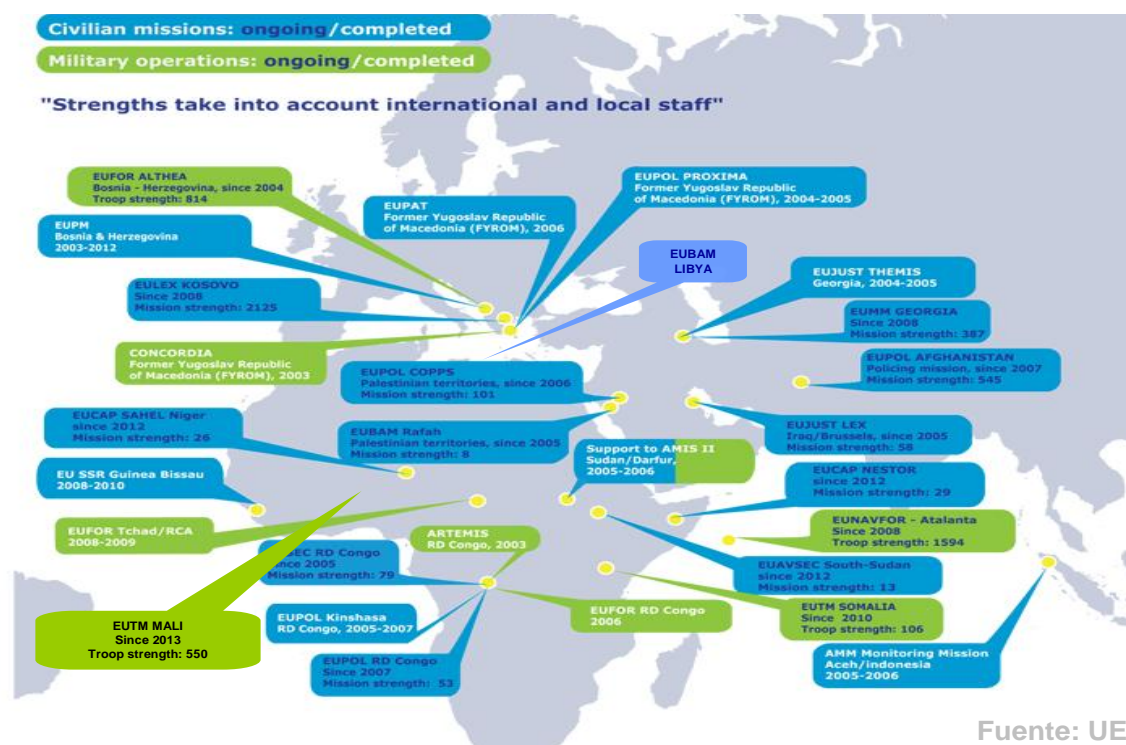 Civilian missions: ongoing/completed
Military operations: ongoing/completed
"Strengths take into account international and local staff"
EUFOR ALTHEA
Bosnia - Herzegovina, since 2004
Troop strength: 814
EUPM
Bosnia & Herzegovina
2003-2012
EUPAT
Former Yugoslav Republic
of Macedonia (FYROM), 2006
EUPOL PROXIMA
Former Yugoslav Republic
of Macedonia (FYROM), 2004-2005
EUBAM
LIBYA
EULEX KOSOVO
Since 2008
Mission strength: 2125
EUJUST THEMIS
Georgia, 2004-2005
EUMM GEORGIA
Since 2008
Mission strength: 387
CONCORDIA
Former Yugoslav Republic
of Macedonia (FYROM), 2003
EUPOL COPPS
Palestinian territories, since 2006
Mission strength: 101
EUPOL AFGHANISTAN
Policing mission, since 2007
Mission strength: 545
EUCAP SAHEL Niger
since 2012
Mission strength: 26
EUBAM Rafah
Palestinian territories, since 2005
Mission strength: 8
EUJUST LEX
Iraq/Brussels, since 2005
Mission strength: 58
Support to AMIS II
Sudan/Darfur,
2005-2006
EU SSR Guinea Bissau
2008-2010
EUCAP NESTOR
since 2012
Mission strength: 29
EUFOR Tchad/RCA
2008-2009
ARTEMIS
RD Congo, 2003
EUNAVFOR - Atalanta
Since 2008
Troop strength: 1594
SEC RD Congo
since 2005
Mission strength: 79
EUAVSEC South-Sudan
since 2012
Mission strength: 13
EUTM MALI
Since 2013
Troop strength: 550
EUPOL Kinshasa
RD Congo, 2005-2007
EUFOR RD Congo
2006
EUTM SOMALIA
Since 2010
Troop strength: 106
EUPOL RD Congo
Since 2007
Mission strength: 53
AMM Monitoring Mission
Aceh/indonesia
2005-2006
Fuente: UE